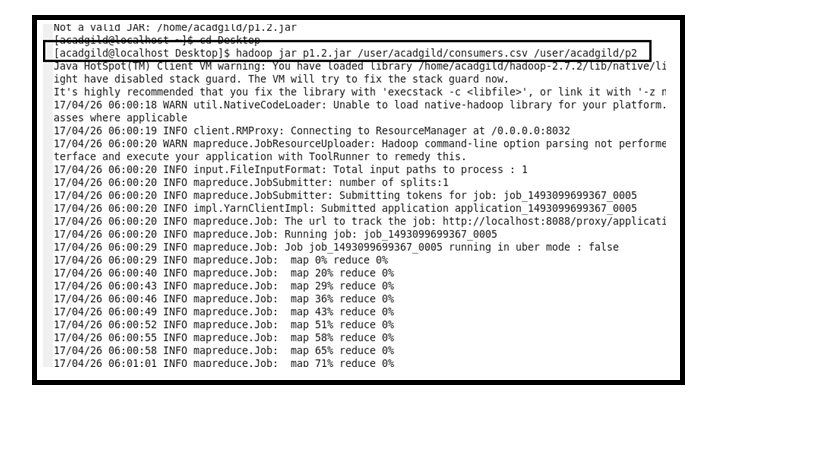 Not a valid JAR: /home/acadgild/p1.2.jar
[acadgild@localhost ~]$ cd Desktop
[acadgild@localhost Desktop]$ hadoop jar p1.2.jar /user/acadgild/consumers.csv /user/acadgild/p2
Java HotSpot(TM) Client VM warning: You have loaded library /home/acadgild/hadoop-2.7.2/lib/native/li
ight have disabled stack guard. The VM will try to fix the stack guard now.
It's highly recommended that you fix the library with 'execstack -c <libfile>', or link it with '-z n
17/04/26 06:00:18 WARN util.NativeCodeLoader: Unable to load native-hadoop library for your platform.
asses where applicable
17/04/26 06:00:19 INFO client.RMProxy: Connecting to ResourceManager at /0.0.0.0:8032
17/04/26 06:00:20 WARN mapreduce.JobResourceUploader: Hadoop command-line option parsing not performe
terface and execute your application with ToolRunner to remedy this.
17/04/26 06:00:20 INFO input.FileInputFormat: Total input paths to process : 1
17/04/26 06:00:20 INFO mapreduce.JobSubmitter: number of splits:1
17/04/26 06:00:20 INFO mapreduce.JobSubmitter: Submitting tokens for job: job_1493099699367_0005
17/04/26 06:00:20 INFO impl.YarnClientImpl: Submitted application application_1493099699367_0005
17/04/26 06:00:20 INFO mapreduce.Job: The url to track the job: http://localhost:8088/proxy/applicati
17/04/26 06:00:20 INFO mapreduce.Job: Running job: job_1493099699367_0005
17/04/26 06:00:29 INFO mapreduce.Job: Job job_1493099699367_0005 running in uber mode : false
17/04/26 06:00:29 INFO mapreduce.Job:  map 0% reduce 0%
17/04/26 06:00:40 INFO mapreduce.Job:  map 20% reduce 0%
17/04/26 06:00:43 INFO mapreduce.Job:  map 29% reduce 0%
17/04/26 06:00:46 INFO mapreduce.Job:  map 36% reduce 0%
17/04/26 06:00:49 INFO mapreduce.Job:  map 43% reduce 0%
17/04/26 06:00:52 INFO mapreduce.Job:  map 51% reduce 0%
17/04/26 06:00:55 INFO mapreduce.Job:  map 58% reduce 0%
17/04/26 06:00:58 INFO mapreduce.Job:  map 65% reduce 0%
17/04/26 06:01:01 INFO mapreduce.Job:  map 71% reduce 0%